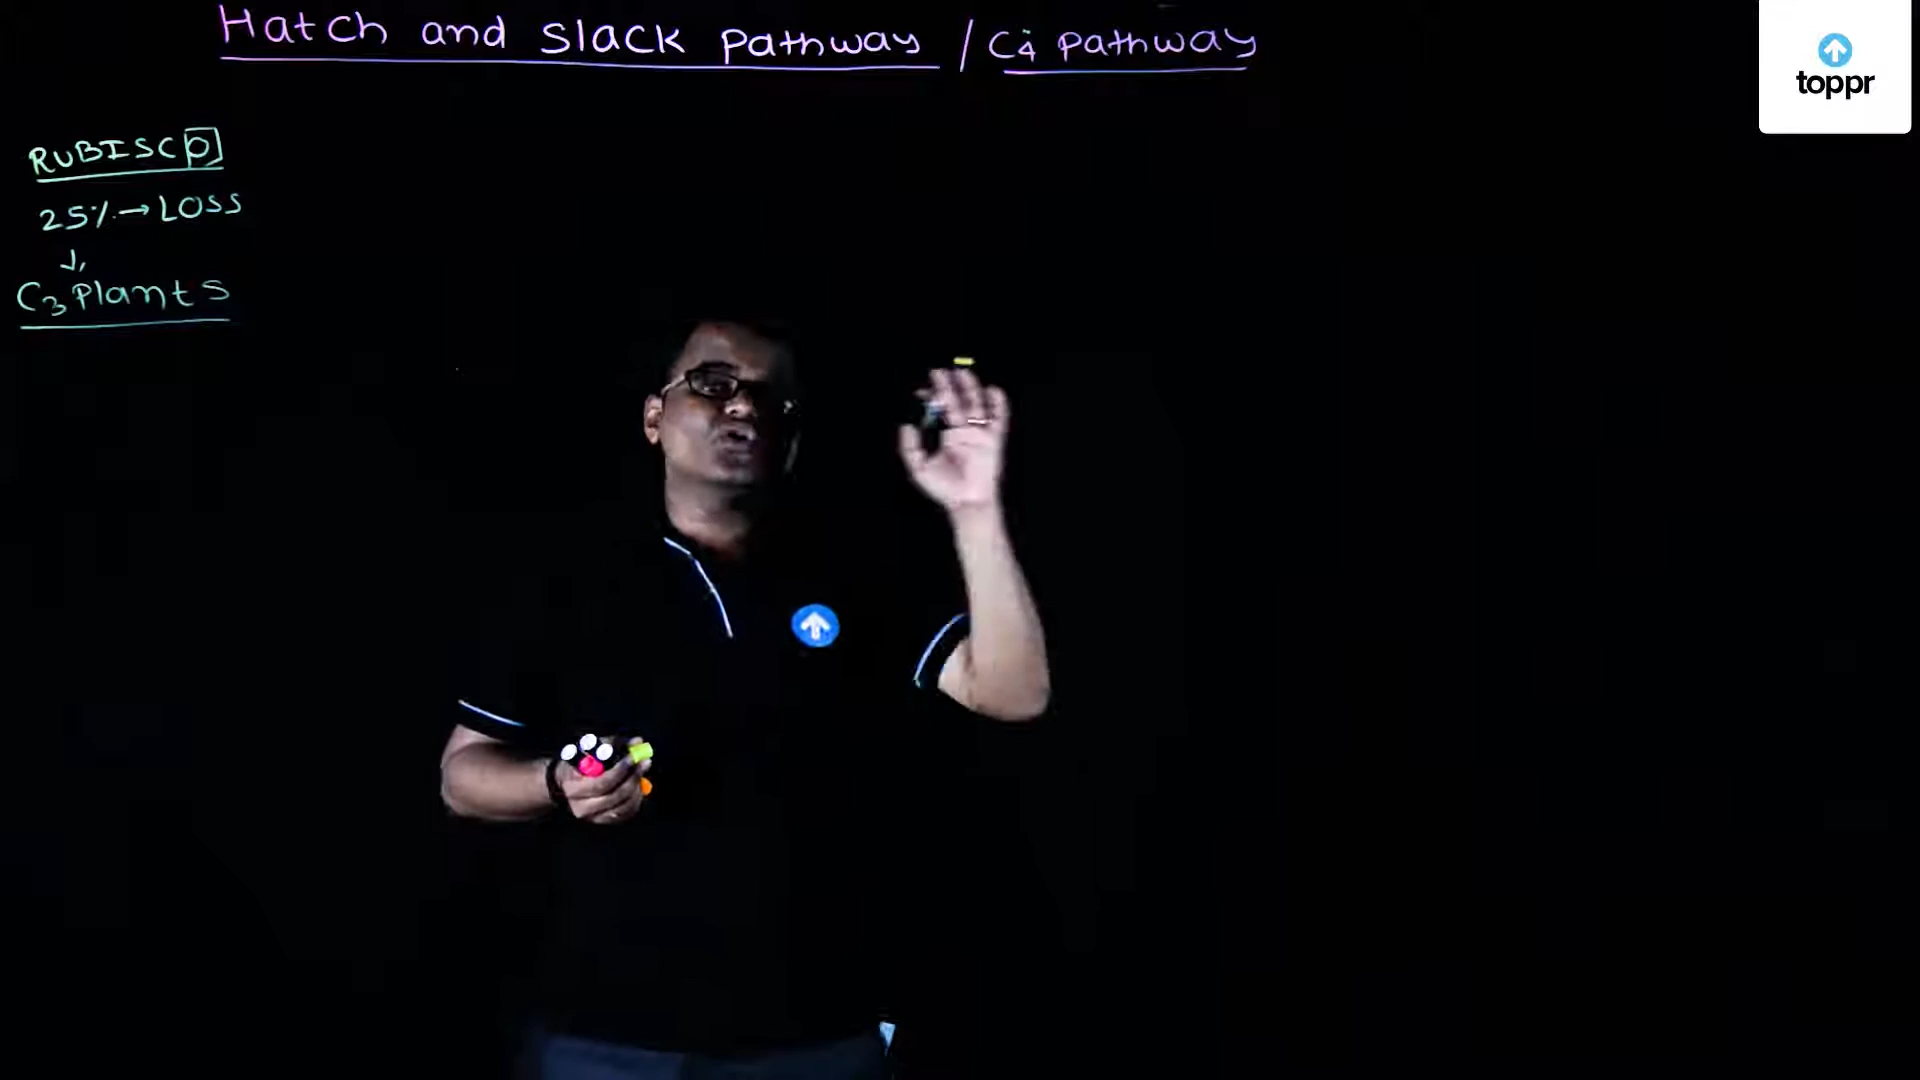 Hatch and Slack Pathway / C4 Pathway
toppr
RUBISCO
25% → LOSS
C3 Plants